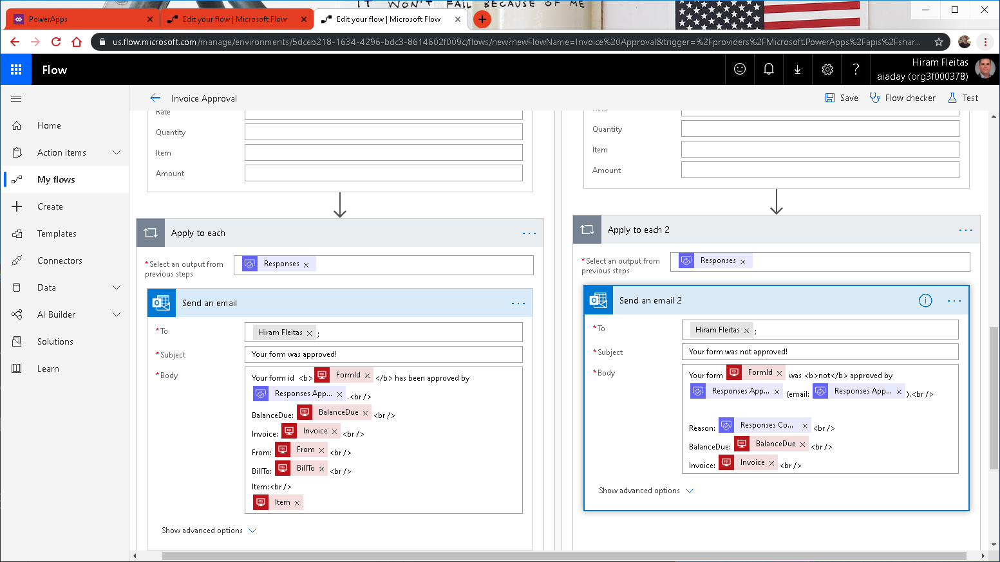 IT WON'T FAIL BECAUSE OF ME
PowerApps
Edit your flow | Microsoft Flow
Edit your flow | Microsoft Flow
us.flow.microsoft.com/manage/environments/5dceb218-1634-4296-bdc3-8614602f009c/flows/new?newFlowName=Invoice%20Approval&trigger=%2Fproviders%2FMicrosoft.PowerApps%2Fapis%2Fshar...
Flow
?
Hiram Fleitas
aiaday (org3f000378)
Invoice Approval
Save
Flow checker
Test
Home
Action items
My flows
Create
Templates
Connectors
Data
AI Builder
Solutions
Learn
Rate
Quantity
Item
Amount
Apply to each
...
*Select an output from previous steps
Responses ×
Send an email
...
*To
Hiram Fleitas × ;
*Subject
Your form was approved!
*Body
Your form id <b> FormId × </b> has been approved by
Responses App... × .<br/>
BalanceDue: BalanceDue × <br/>
Invoice: Invoice × <br/>
From: From × <br/>
BillTo: BillTo × <br/>
Item:<br/>
Item ×
Show advanced options
Quantity
Item
Amount
Apply to each 2
...
*Select an output from previous steps
Responses ×
Send an email 2
...
*To
Hiram Fleitas × ;
*Subject
Your form was not approved!
*Body
Your form FormId × was <b>not</b> approved by
Responses App... × (email: Responses App... × ).<br/>
Reason: Responses Co... × <br/>
BalanceDue: BalanceDue × <br/>
Invoice: Invoice × <br/>
Show advanced options